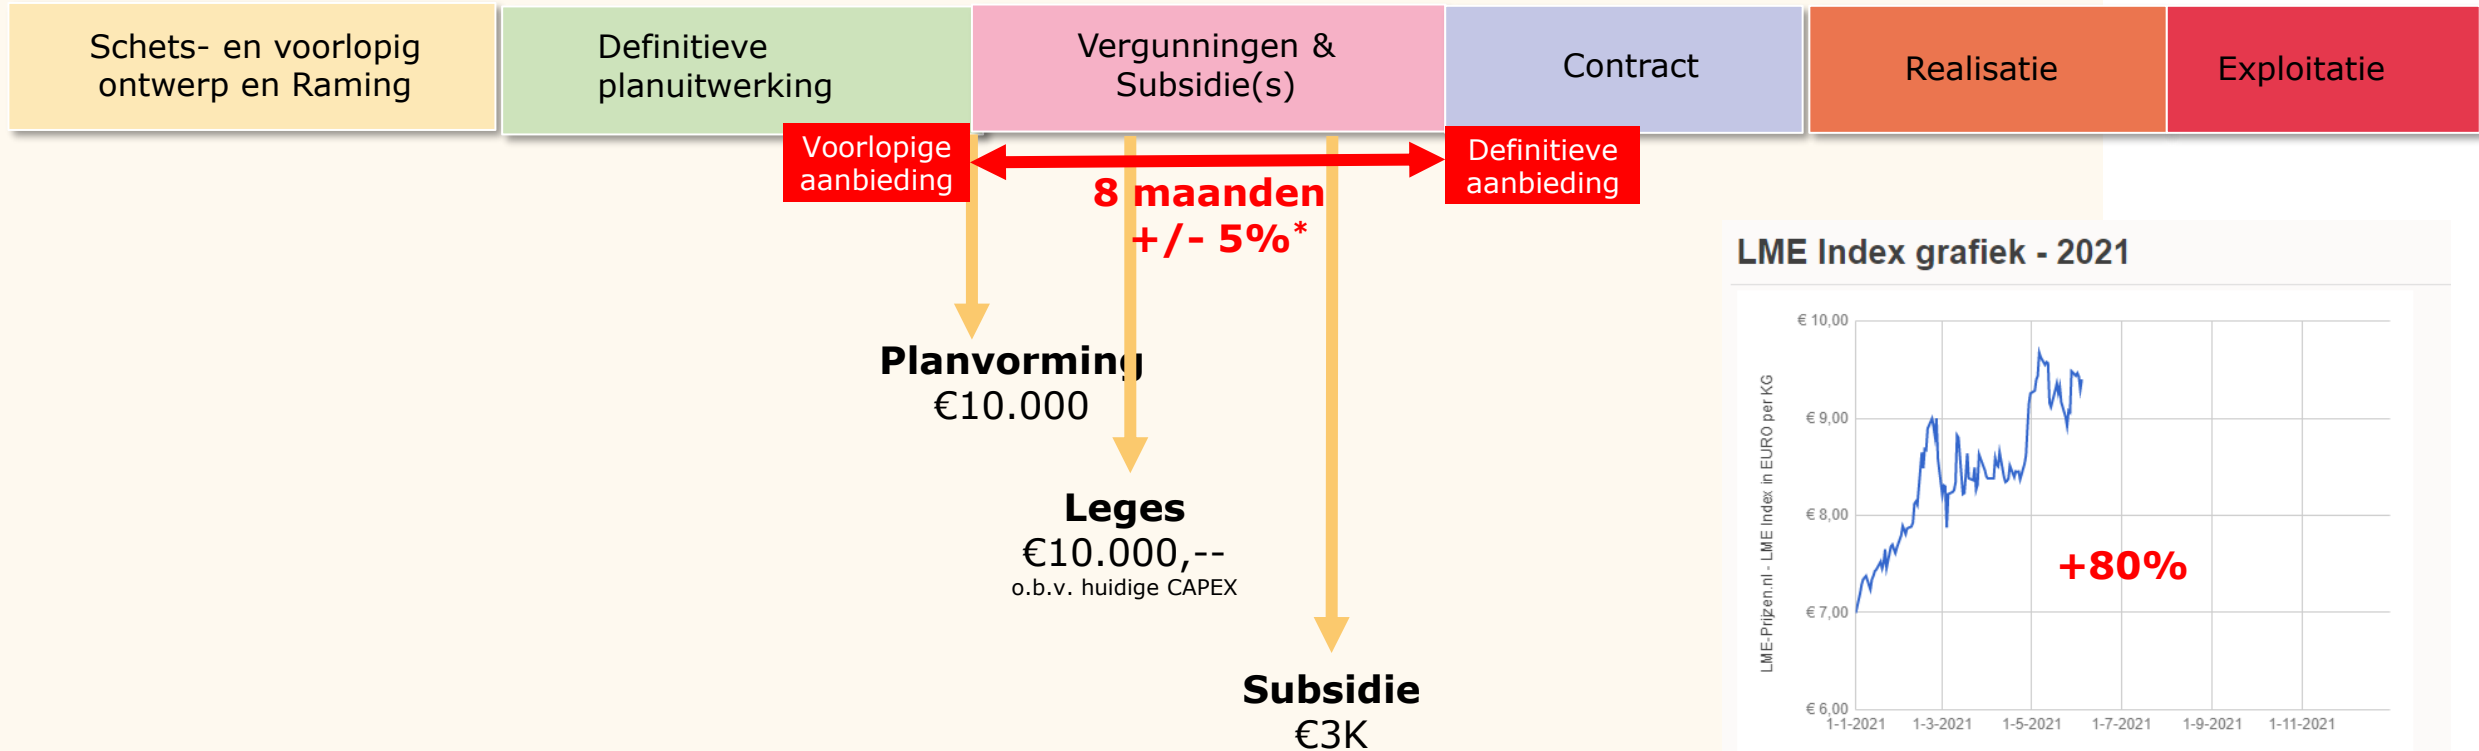 Schets- en voorlopig
ontwerp en Raming
Definitieve
planuitwerking
Vergunningen &
Subsidie(s)
Contract
Realisatie
Exploitatie
Voorlopige
aanbieding
8 maanden
+/- 5%*
Definitieve
aanbieding
Planvorming
€10.000
Leges
€10.000,--
o.b.v. huidige CAPEX
Subsidie
€3K
LME Index grafiek - 2021
LME-Prijzen.nl - LME Index in EURO per KG
€ 10,00
€ 9,00
€ 8,00
€ 7,00
€ 6,00
+80%
1-1-2021 1-3-2021 1-5-2021 1-7-2021 1-9-2021 1-11-2021